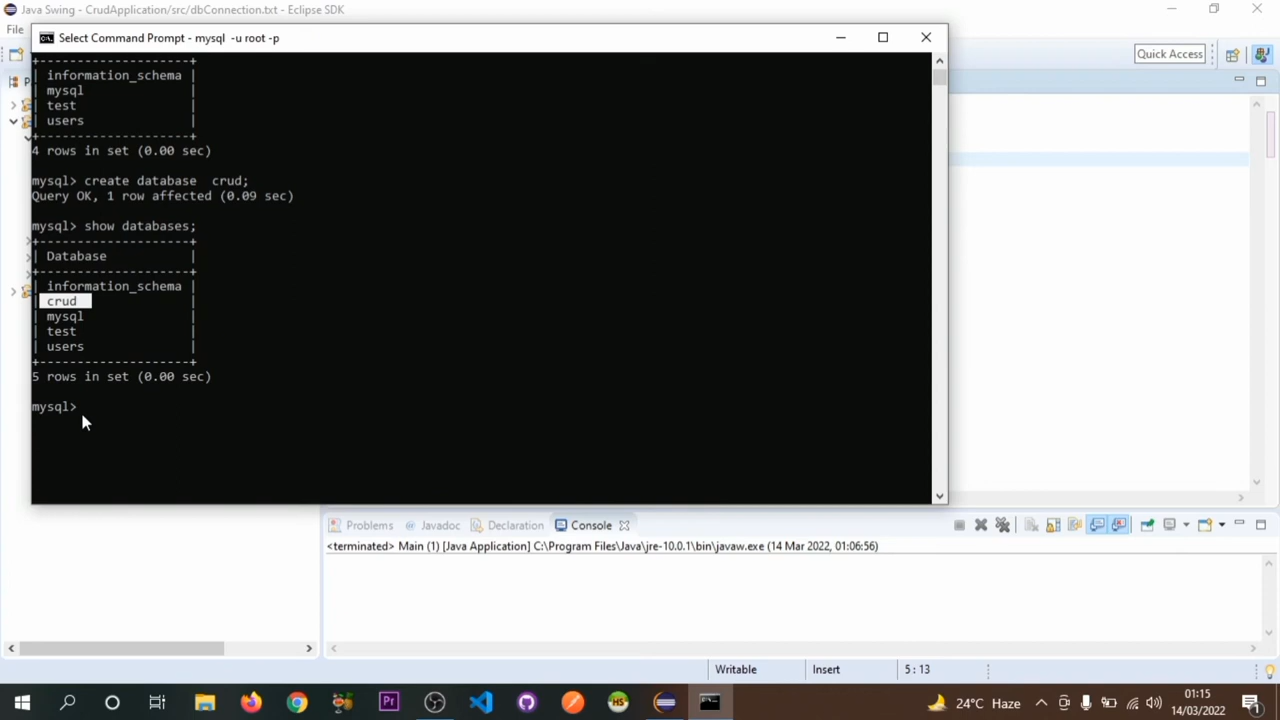 Java Swing - CrudApplication/src/dbConnection.txt - Eclipse SDK
File
Select Command Prompt - mysql  -u root -p
Quick Access
+--------------------+
| information_schema |
| mysql              |
| test               |
| users              |
+--------------------+
4 rows in set (0.00 sec)
mysql> create database  crud;
Query OK, 1 row affected (0.09 sec)
mysql> show databases;
+--------------------+
| Database           |
+--------------------+
| information_schema |
| crud               |
| mysql              |
| test               |
| users              |
+--------------------+
5 rows in set (0.00 sec)
mysql>
Problems @ Javadoc Declaration Console
<terminated> Main (1) [Java Application] C:\Program Files\Java\jre-10.0.1\bin\javaw.exe (14 Mar 2022, 01:06:56)
Writable Insert 5 : 13
Pr HS 24°C Haze 01:15
14/03/2022 1